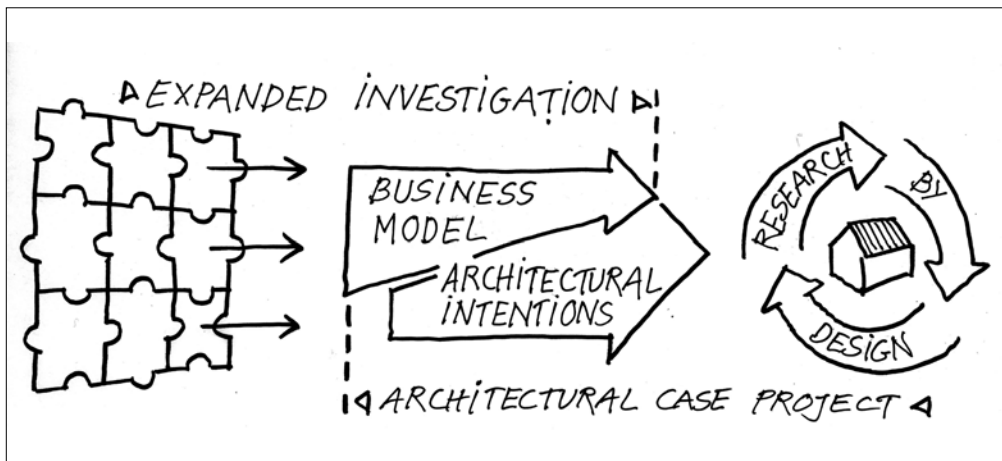 EXPANDED INVESTIGATION
BUSINESS
MODEL
ARCHITECTURAL
INTENTIONS
RESEARCH
BY
DESIGN
ARCHITECTURAL CASE PROJECT